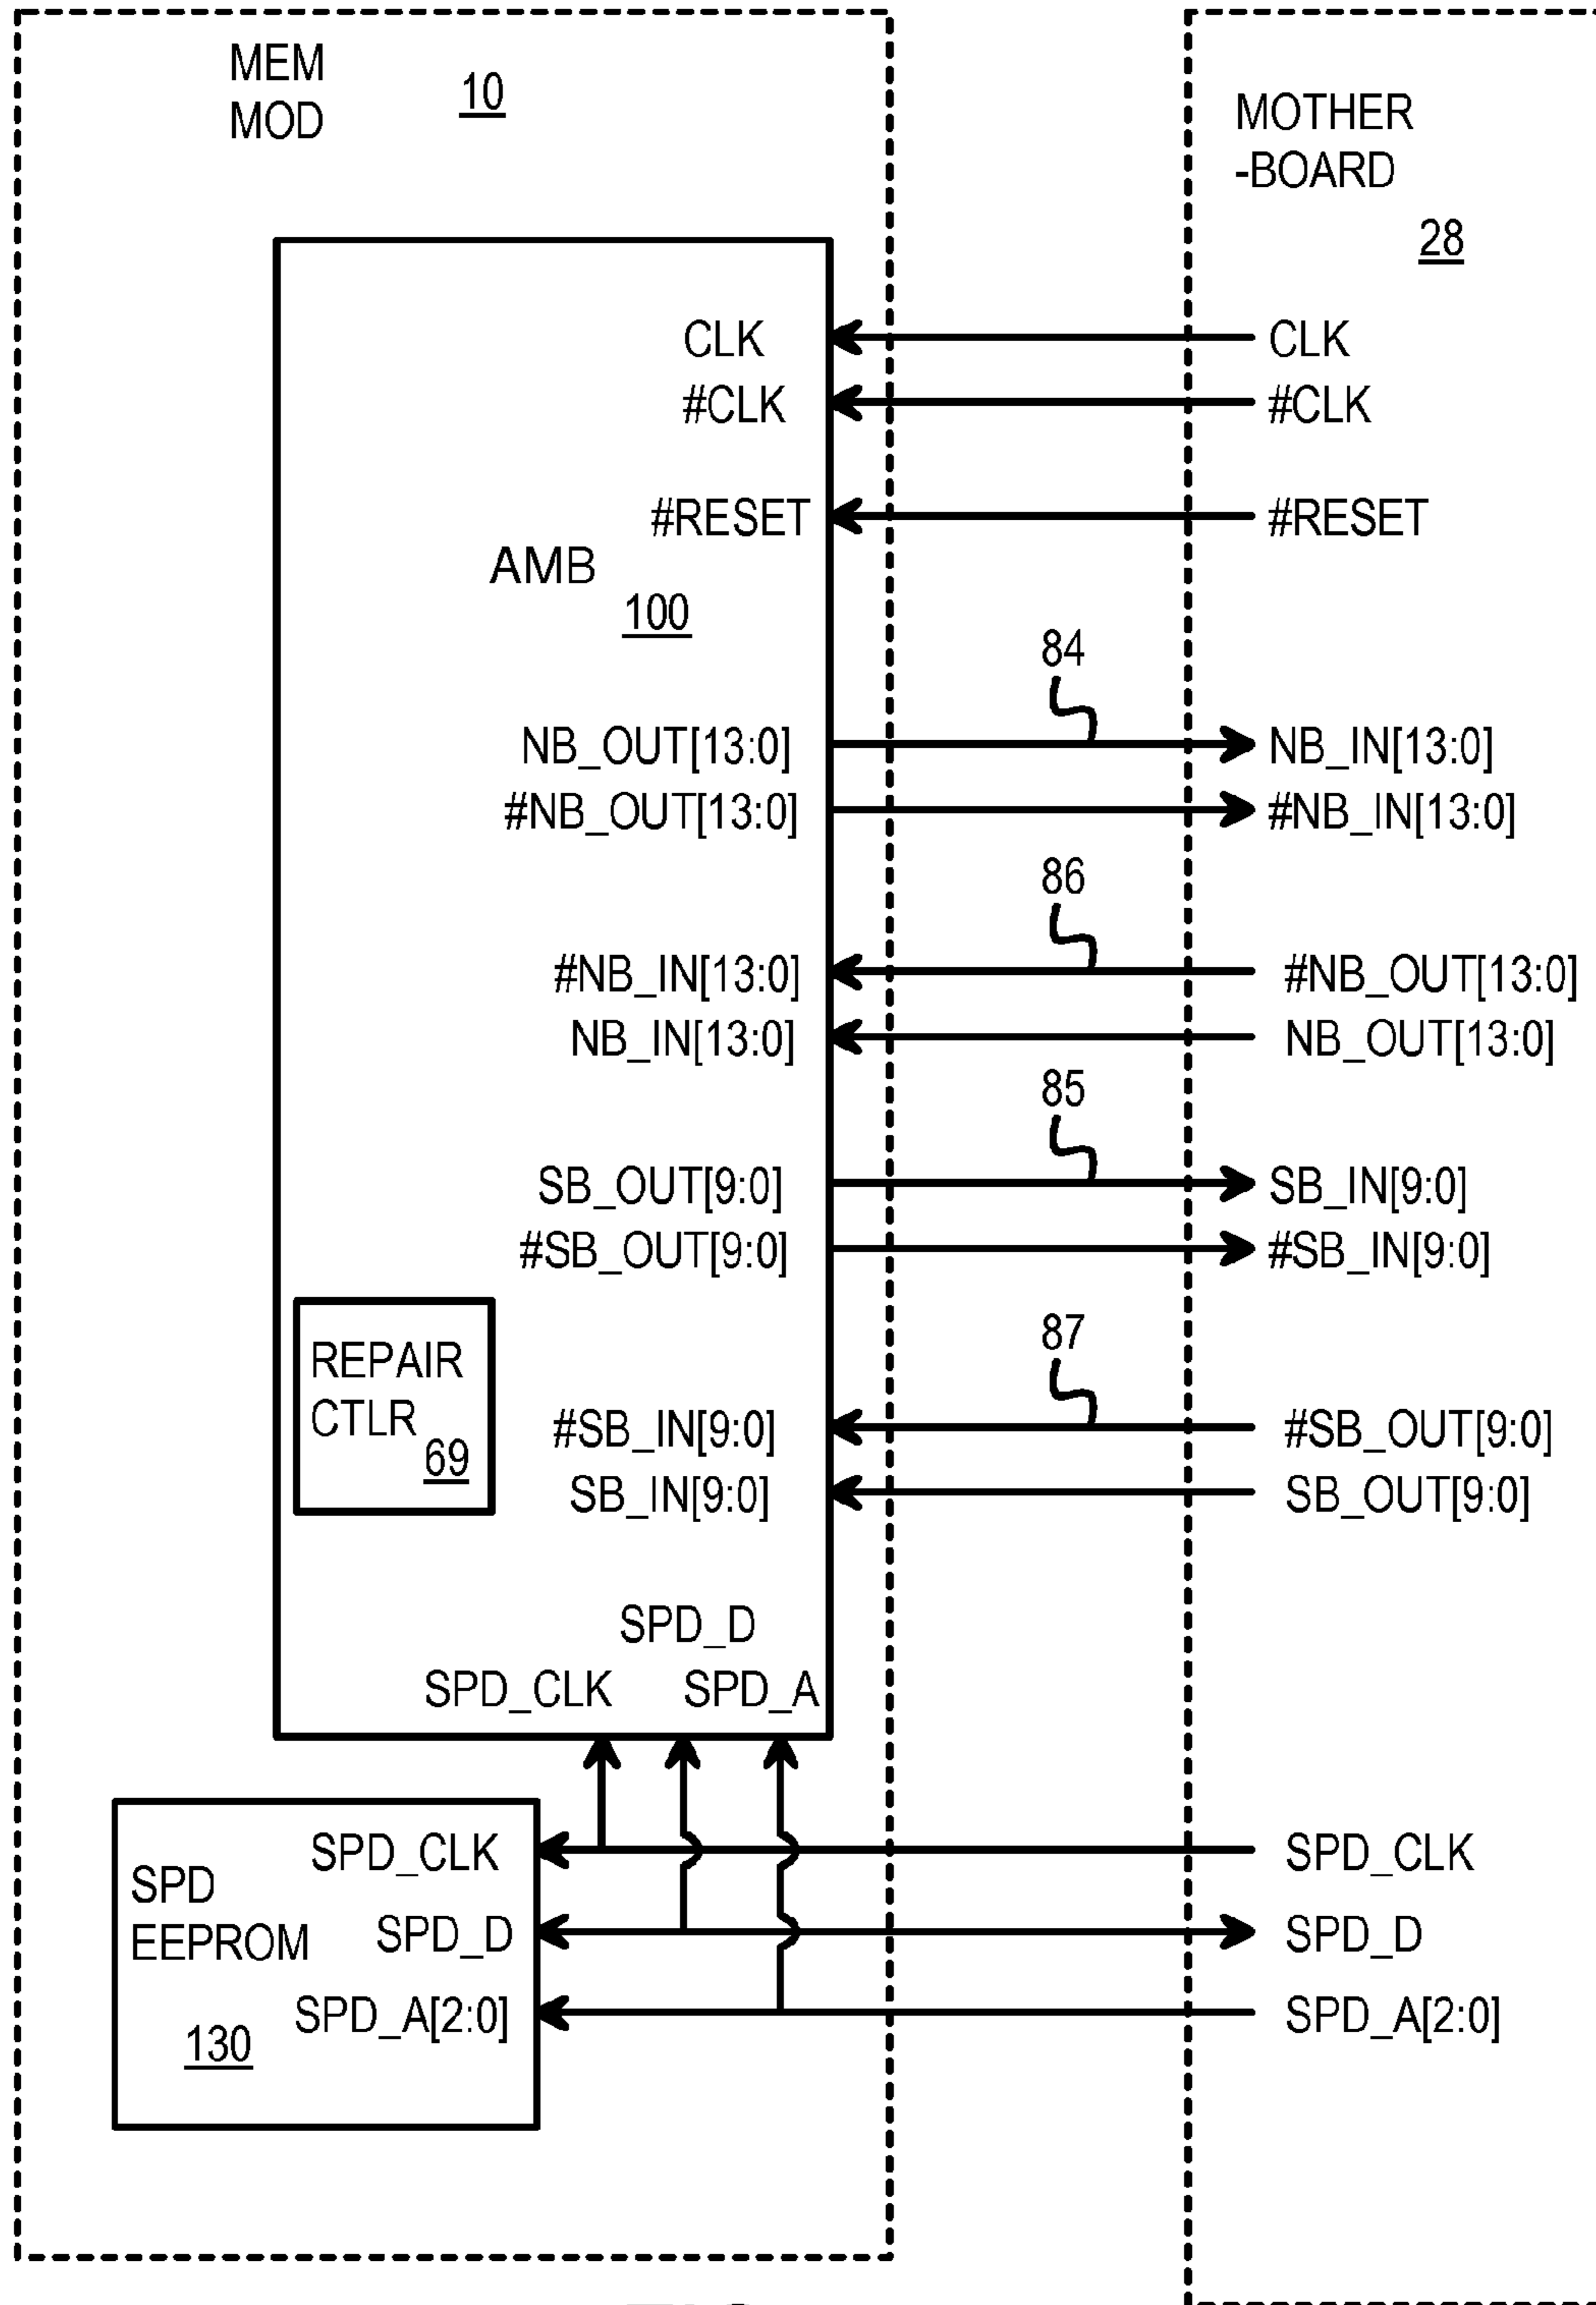 MEM
MOD
10
MOTHER
-BOARD
28
CLK
CLK
#CLK
#CLK
#RESET
#RESET
AMB
100
84
NB_OUT[13:0]
NB_IN[13:0]
#NB_OUT[13:0]
#NB_IN[13:0]
86
#NB_IN[13:0]
#NB_OUT[13:0]
NB_IN[13:0]
NB_OUT[13:0]
85
SB_OUT[9:0]
SB_IN[9:0]
#SB_OUT[9:0]
#SB_IN[9:0]
87
REPAIR
CTLR
69
#SB_IN[9:0]
#SB_OUT[9:0]
SB_IN[9:0]
SB_OUT[9:0]
SPD_D
SPD_CLK
SPD_A
SPD
EEPROM
130
SPD_CLK
SPD_CLK
SPD_D
SPD_D
SPD_A[2:0]
SPD_A[2:0]